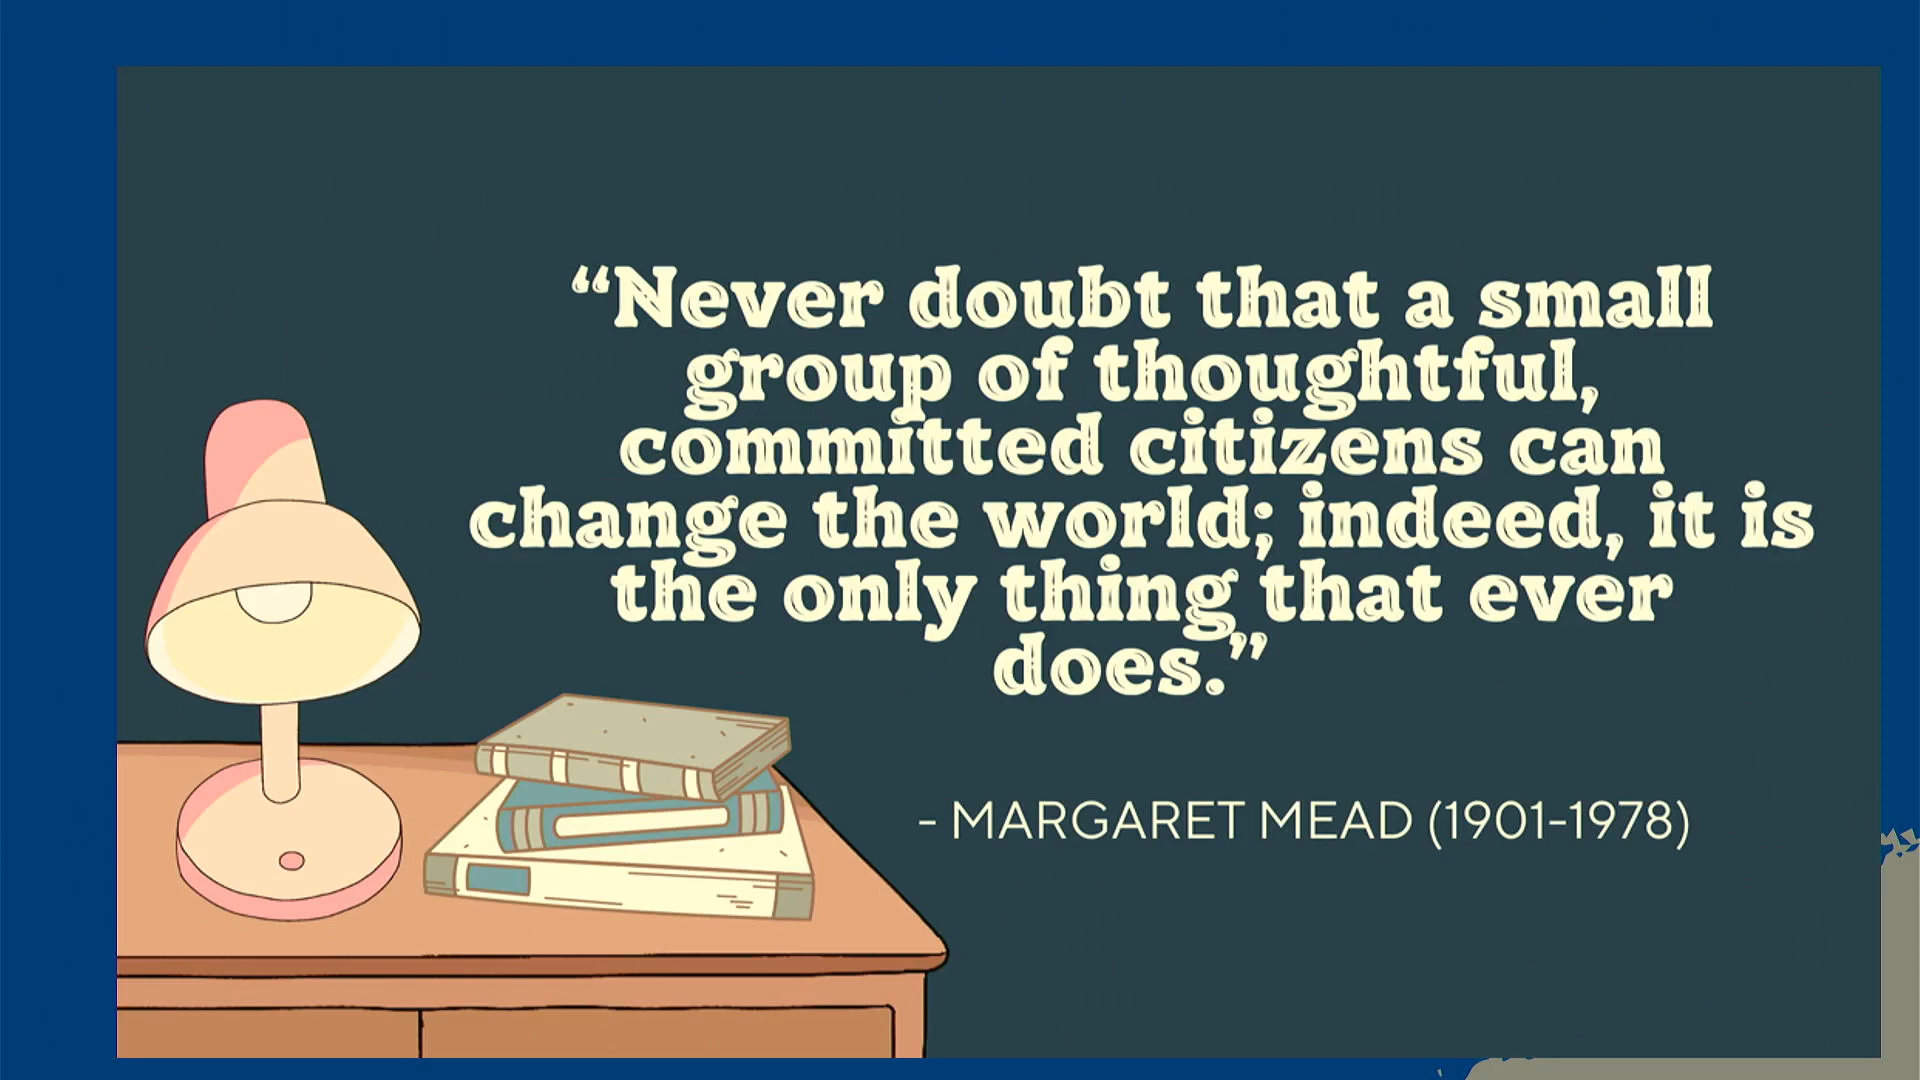 “Never doubt that a small
group of thoughtful,
committed citizens can
change the world; indeed, it is
the only thing that ever
does.”
- MARGARET MEAD (1901-1978)